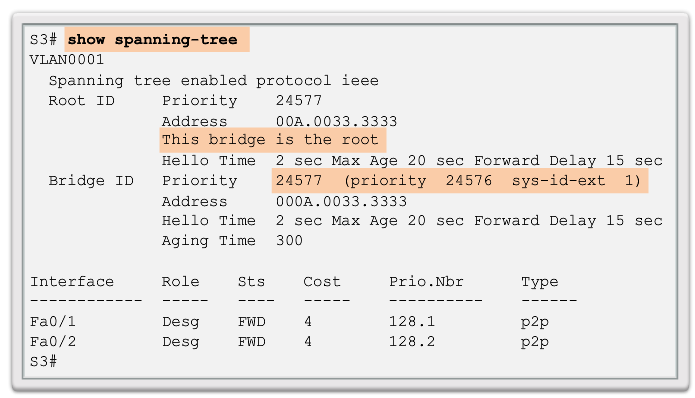 S3# show spanning-tree
VLAN0001
Spanning tree enabled protocol ieee
Root ID Priority 24577
Address 00A.0033.3333
This bridge is the root
Hello Time 2 sec Max Age 20 sec Forward Delay 15 sec
Bridge ID Priority 24577 (priority 24576 sys-id-ext 1)
Address 000A.0033.3333
Hello Time 2 sec Max Age 20 sec Forward Delay 15 sec
Aging Time 300
Interface Role Sts Cost Prio.Nbr Type
------------ ----- ---- ----- ---------- ------
Fa0/1 Desg FWD 4 128.1 p2p
Fa0/2 Desg FWD 4 128.2 p2p
S3#